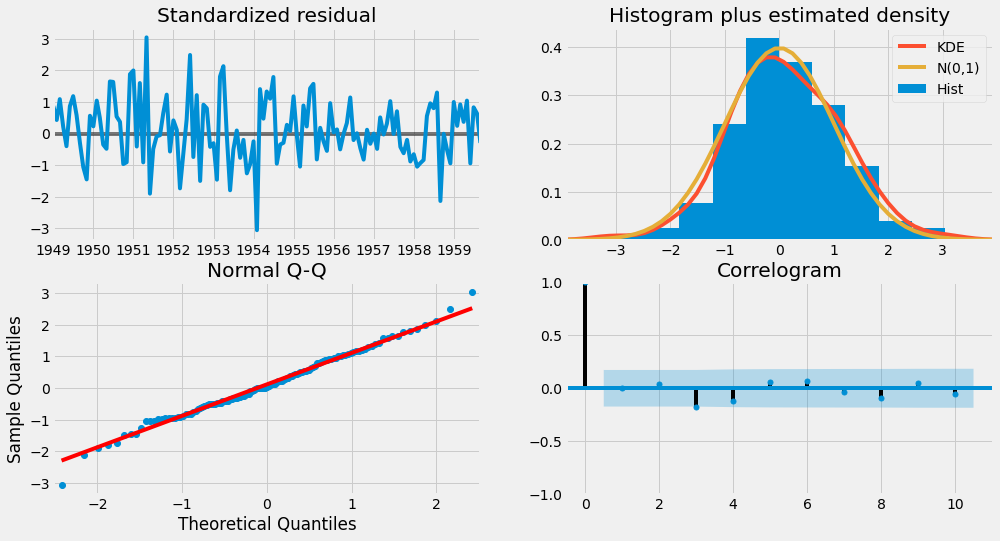 Standardized residual
3
2
1
0
−1
−2
−3
1949 1950 1951 1952 1953 1954 1955 1956 1957 1958 1959
Histogram plus estimated density
KDE
N(0,1)
Hist
0.4
0.3
0.2
0.1
0.0
−3 −2 −1 0 1 2 3
Normal Q-Q
Sample Quantiles
3
2
1
0
−1
−2
−3
−2 −1 0 1 2
Theoretical Quantiles
Correlogram
1.0
0.5
0.0
−0.5
−1.0
0 2 4 6 8 10